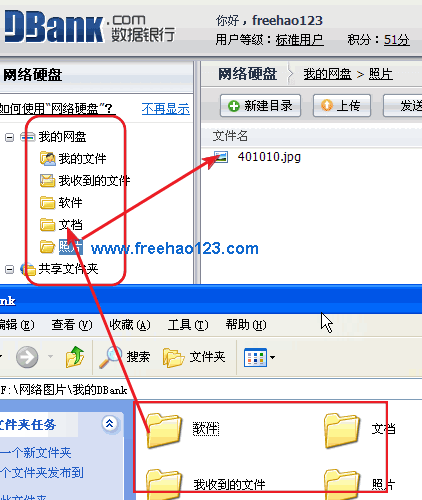 DBank.com
数据银行
你好，freehao123
用户等级：标准用户 积分：51分
网络硬盘
如何使用“网络硬盘”? 不再显示
我的网盘
我的文件
我收到的文件
软件
文档
照片
共享文件夹
网络硬盘 我的网盘 > 照片
新建目录 上传 发送
文件名
401010.jpg
www.freehao123.com
ank
编辑(E) 查看(V) 收藏(A) 工具(T) 帮助(H)
搜索 文件夹
F:\网络图片\我的DBank
文件夹任务
一个新文件夹
个文件夹发布到
软件 文档
我收到的文件 照片